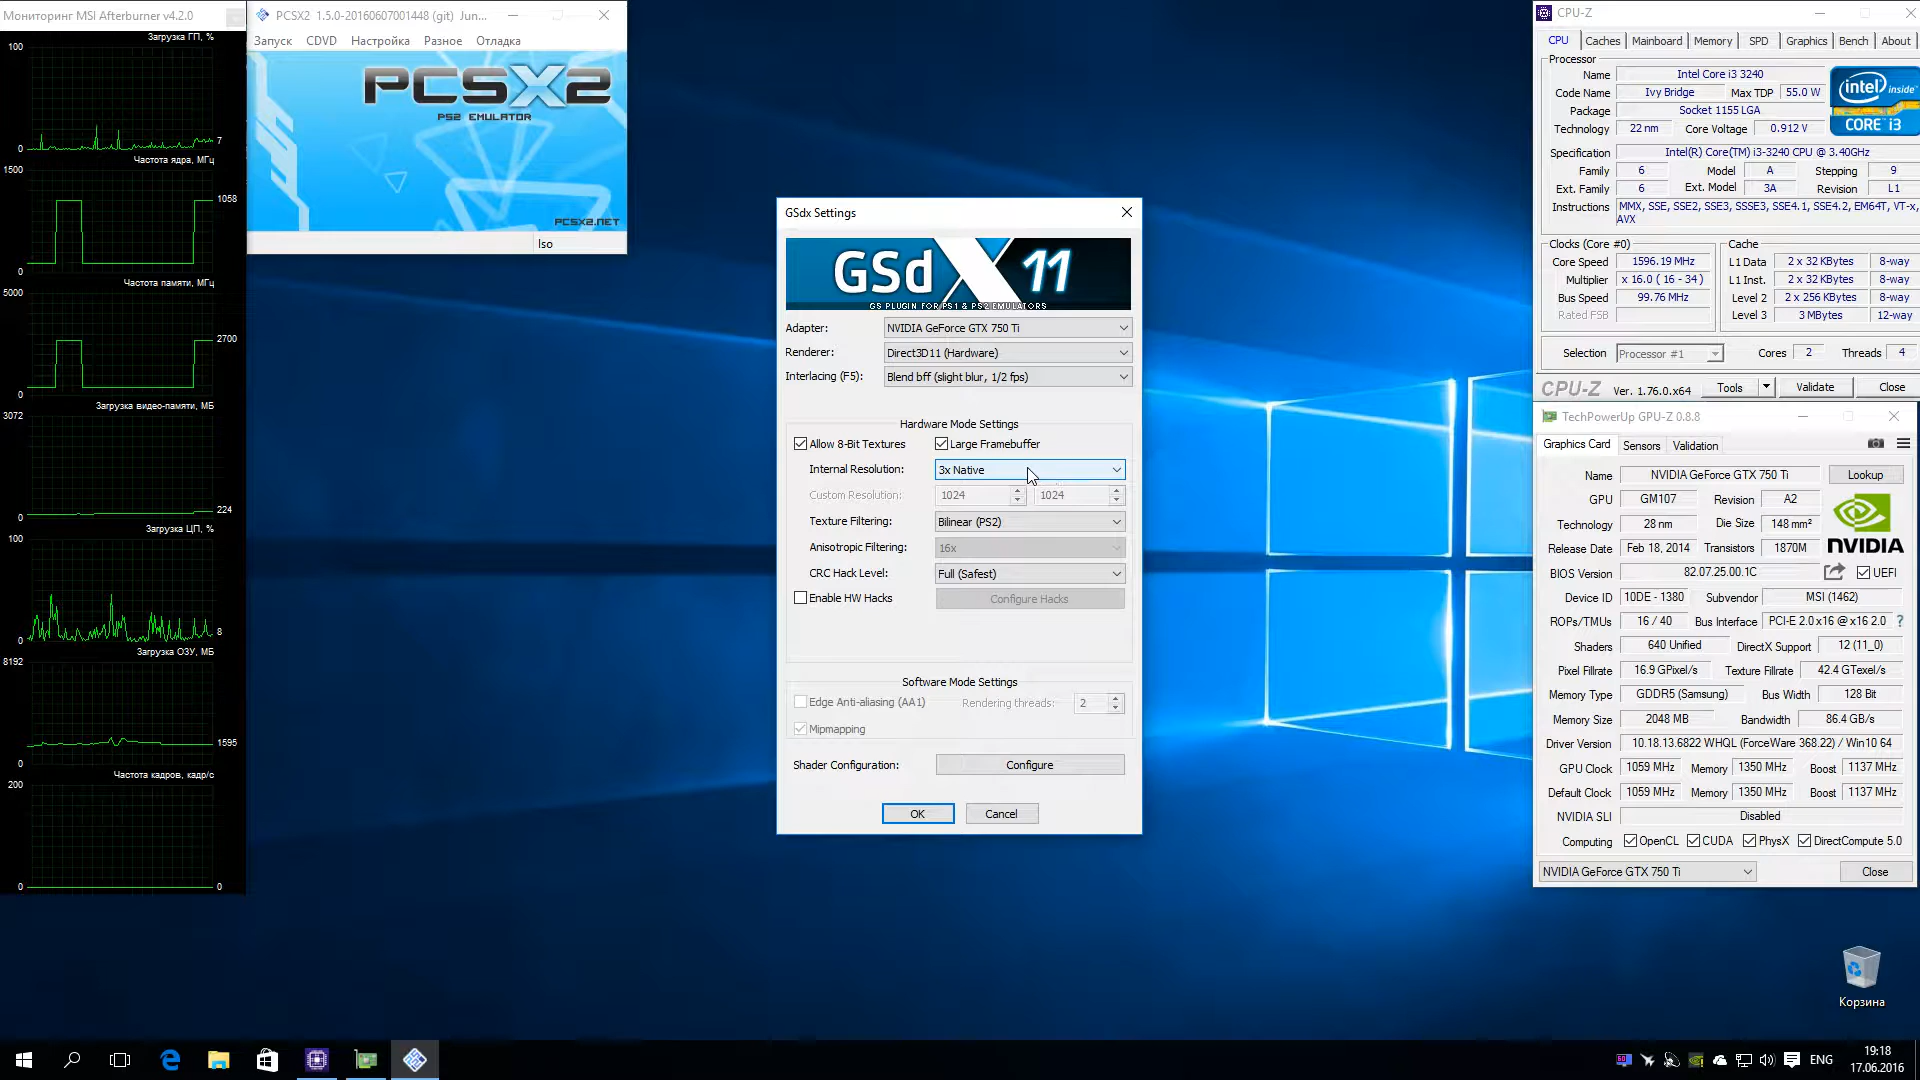 Мониторинг MSI Afterburner v4.2.0
Загрузка ГП, %
100
7
0
Частота ядра, МГц
1500
1058
0
Частота памяти, МГц
5000
2700
0
Загрузка видео-памяти, МБ
3072
224
0
Загрузка ЦП, %
100
8
0
Загрузка ОЗУ, МБ
8192
1595
0
Частота кадров, кадр/с
200
0
0
PCSX2 1.5.0-20160607001448 (git) Jun...
Запуск CDVD Настройка Разное Отладка
PCSX2
PS2 EMULATOR
PCSX2.NET
Iso
GSdx Settings
GSdX 11
GS PLUGIN FOR PS1 & PS2 EMULATORS
Adapter: NVIDIA GeForce GTX 750 Ti
Renderer: Direct3D11 (Hardware)
Interlacing (F5): Blend bff (slight blur, 1/2 fps)
Hardware Mode Settings
Allow 8-Bit Textures Large Framebuffer
Internal Resolution: 3x Native
Custom Resolution: 1024 1024
Texture Filtering: Bilinear (PS2)
Anisotropic Filtering: 16x
CRC Hack Level: Full (Safest)
Enable HW Hacks Configure Hacks
Software Mode Settings
Edge Anti-aliasing (AA1) Rendering threads: 2
Mipmapping
Shader Configuration: Configure
OK Cancel
CPU-Z
CPU Caches Mainboard Memory SPD Graphics Bench About
Processor
Name Intel Core i3 3240
Code Name Ivy Bridge Max TDP 55.0 W
Package Socket 1155 LGA
Technology 22 nm Core Voltage 0.912 V
intel inside
CORE i3
Specification Intel(R) Core(TM) i3-3240 CPU @ 3.40GHz
Family 6 Model A Stepping 9
Ext. Family 6 Ext. Model 3A Revision L1
Instructions MMX, SSE, SSE2, SSE3, SSSE3, SSE4.1, SSE4.2, EM64T, VT-x,
AVX
Clocks (Core #0) Cache
Core Speed 1596.19 MHz L1 Data 2 x 32 KBytes 8-way
Multiplier x 16.0 ( 16 - 34 ) L1 Inst. 2 x 32 KBytes 8-way
Bus Speed 99.76 MHz Level 2 2 x 256 KBytes 8-way
Rated FSB Level 3 3 MBytes 12-way
Selection Processor #1 Cores 2 Threads 4
CPU-Z Ver. 1.76.0.x64 Tools Validate Close
TechPowerUp GPU-Z 0.8.8
Graphics Card Sensors Validation
Name NVIDIA GeForce GTX 750 Ti Lookup
GPU GM107 Revision A2
Technology 28 nm Die Size 148 mm²
Release Date Feb 18, 2014 Transistors 1870M
NVIDIA
BIOS Version 82.07.25.00.1C UEFI
Device ID 10DE - 1380 Subvendor MSI (1462)
ROPs/TMUs 16 / 40 Bus Interface PCI-E 2.0 x16 @ x16 2.0 ?
Shaders 640 Unified DirectX Support 12 (11_0)
Pixel Fillrate 16.9 GPixel/s Texture Fillrate 42.4 GTexel/s
Memory Type GDDR5 (Samsung) Bus Width 128 Bit
Memory Size 2048 MB Bandwidth 86.4 GB/s
Driver Version 10.18.13.6822 WHQL (ForceWare 368.22) / Win10 64
GPU Clock 1059 MHz Memory 1350 MHz Boost 1137 MHz
Default Clock 1059 MHz Memory 1350 MHz Boost 1137 MHz
NVIDIA SLI Disabled
Computing OpenCL CUDA PhysX DirectCompute 5.0
NVIDIA GeForce GTX 750 Ti Close
Корзина
ENG
19:18
17.06.2016